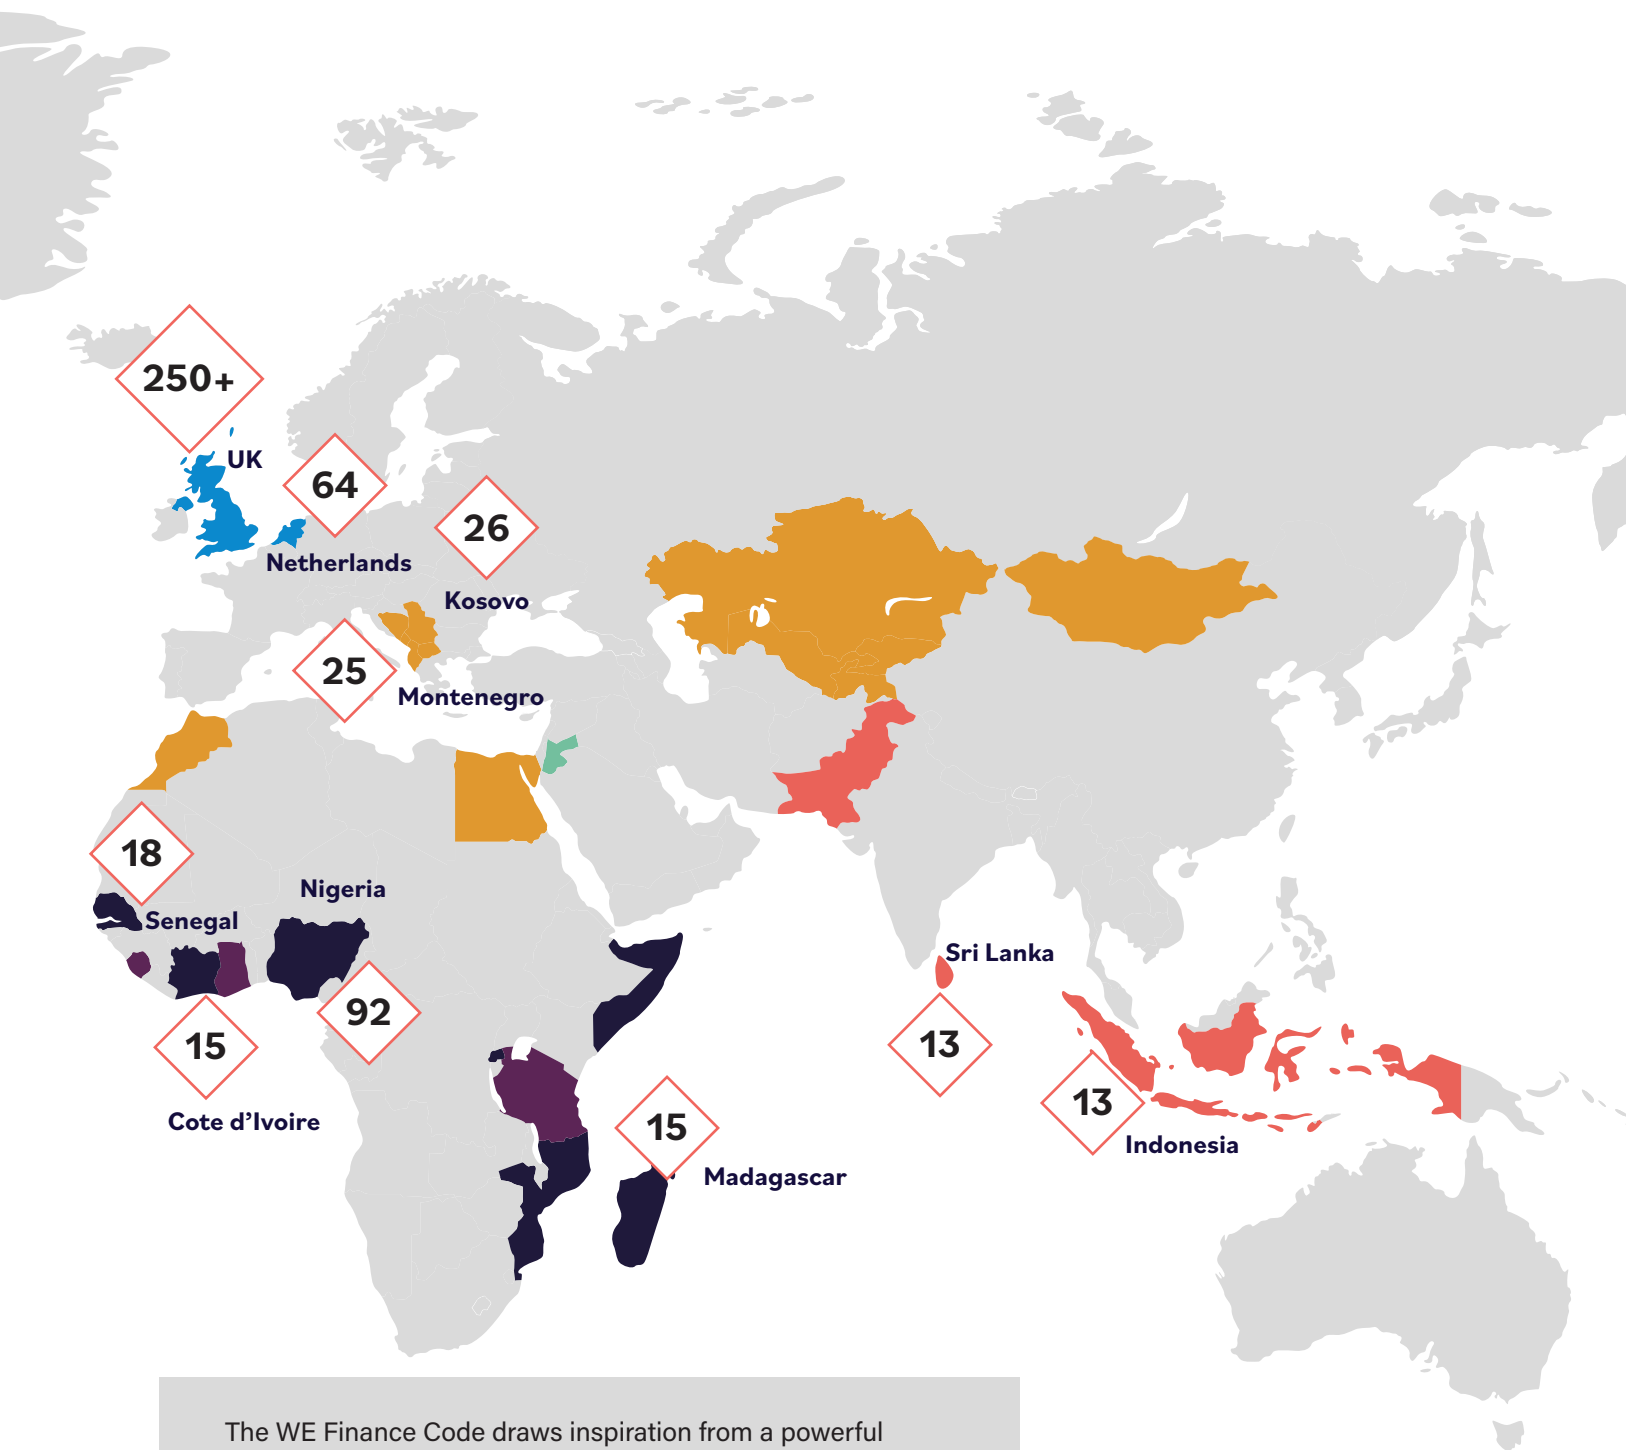 250+
UK
64
Netherlands
26
Kosovo
25
Montenegro
18
Senegal
Nigeria
92
15
Cote d’Ivoire
15
Madagascar
Sri Lanka
13
13
Indonesia
The WE Finance Code draws inspiration from a powerful